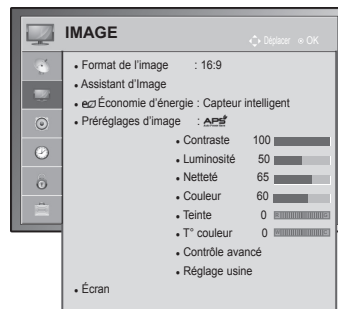 IMAGE
Déplacer OK
• Format de l'image : 16:9
• Assistant d'Image
• Économie d'énergie : Capteur intelligent
• Préréglages d'image : APS
• Contraste 100
• Luminosité 50
• Netteté 65
• Couleur 60
• Teinte 0
• T° couleur 0
• Contrôle avancé
• Réglage usine
• Écran